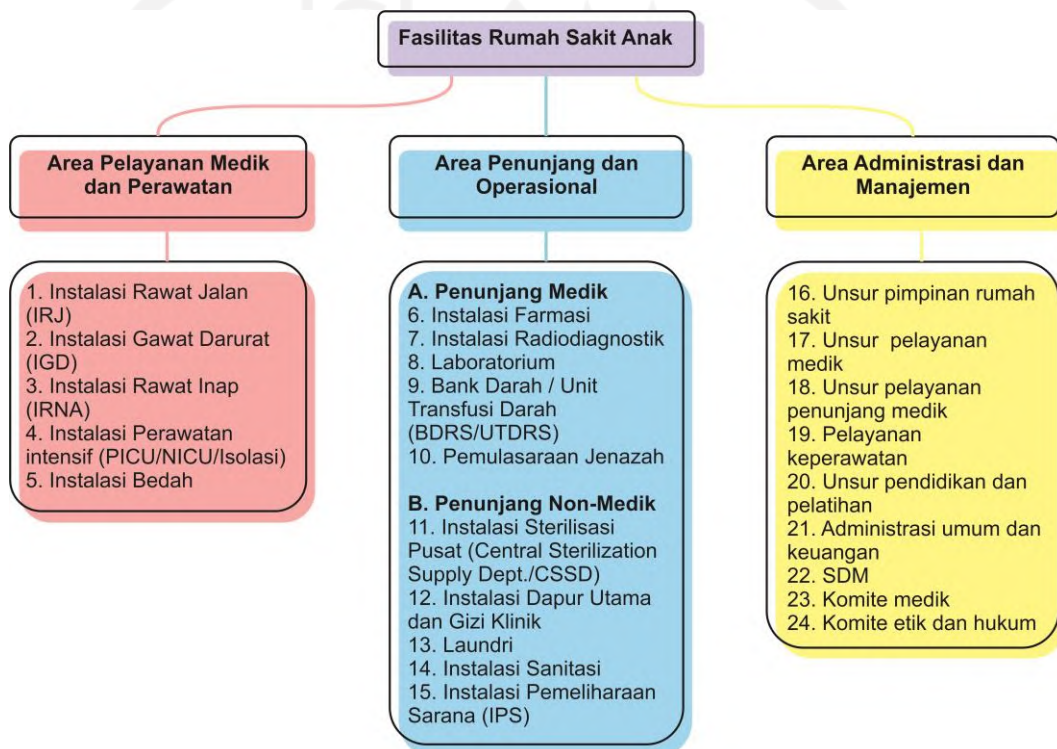 Fasilitas Rumah Sakit Anak
Area Pelayanan Medik
dan Perawatan
1. Instalasi Rawat Jalan
(IRJ)
2. Instalasi Gawat Darurat
(IGD)
3. Instalasi Rawat Inap
(IRNA)
4. Instalasi Perawatan
intensif (PICU/NICU/Isolasi)
5. Instalasi Bedah
Area Penunjang dan
Operasional
A. Penunjang Medik
6. Instalasi Farmasi
7. Instalasi Radiodiagnostik
8. Laboratorium
9. Bank Darah / Unit
Transfusi Darah
(BDRS/UTDRS)
10. Pemulasaraan Jenazah
B. Penunjang Non-Medik
11. Instalasi Sterilisasi
Pusat (Central Sterilization
Supply Dept./CSSD)
12. Instalasi Dapur Utama
dan Gizi Klinik
13. Laundri
14. Instalasi Sanitasi
15. Instalasi Pemeliharaan
Sarana (IPS)
Area Administrasi dan
Manajemen
16. Unsur pimpinan rumah
sakit
17. Unsur pelayanan
medik
18. Unsur pelayanan
penunjang medik
19. Pelayanan
keperawatan
20. Unsur pendidikan dan
pelatihan
21. Administrasi umum dan
keuangan
22. SDM
23. Komite medik
24. Komite etik dan hukum